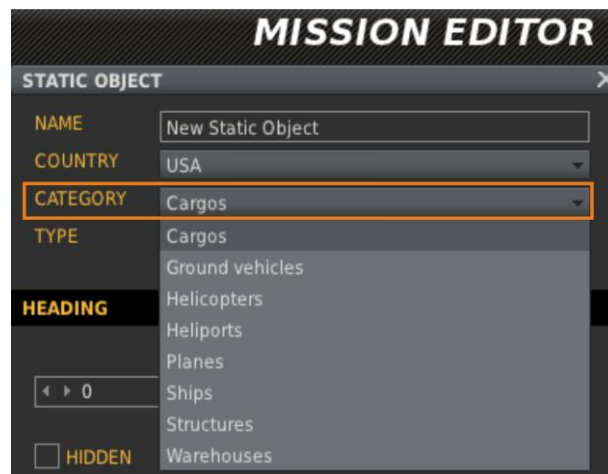 MISSION EDITOR
STATIC OBJECT X
NAME New Static Object
COUNTRY USA
CATEGORY Cargos
TYPE Cargos
Ground vehicles
HEADING Helicopters
Heliports
Planes
0 Ships
Structures
HIDDEN Warehouses